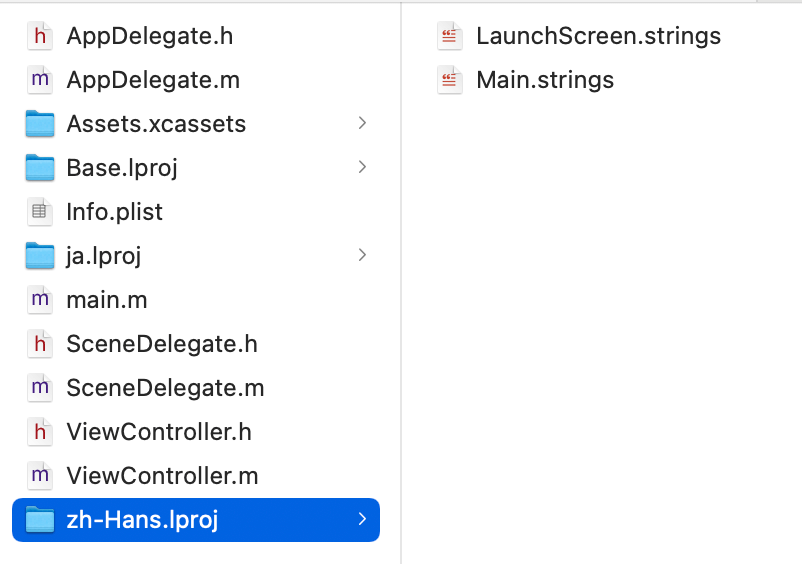 AppDelegate.h
AppDelegate.m
Assets.xcassets
Base.lproj
Info.plist
ja.lproj
main.m
SceneDelegate.h
SceneDelegate.m
ViewController.h
ViewController.m
zh-Hans.lproj
LaunchScreen.strings
Main.strings